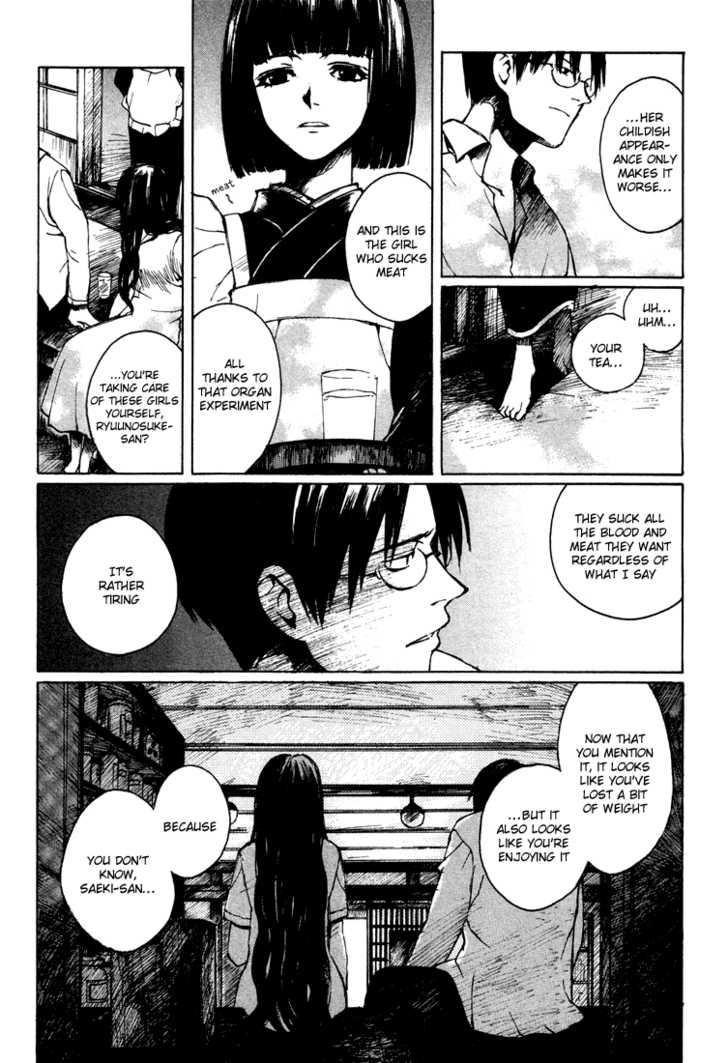 ...HER
CHILDISH
APPEAR-
ANCE ONLY
MAKES IT
WORSE...
UH...
UHM...
YOUR
TEA...
meat
AND THIS IS
THE GIRL
WHO SUCKS
MEAT
ALL
THANKS TO
THAT ORGAN
EXPERIMENT
...YOU'RE
TAKING CARE
OF THESE GIRLS
YOURSELF,
RYUUNOSUKE-
SAN?
THEY SUCK ALL
THE BLOOD AND
MEAT THEY WANT
REGARDLESS OF
WHAT I SAY
IT'S
RATHER
TIRING
NOW THAT
YOU MENTION
IT, IT LOOKS
LIKE YOU'VE
LOST A BIT
OF WEIGHT
...BUT IT
ALSO LOOKS
LIKE YOU'RE
ENJOYING IT
BECAUSE
YOU DON'T
KNOW,
SAEKI-SAN...